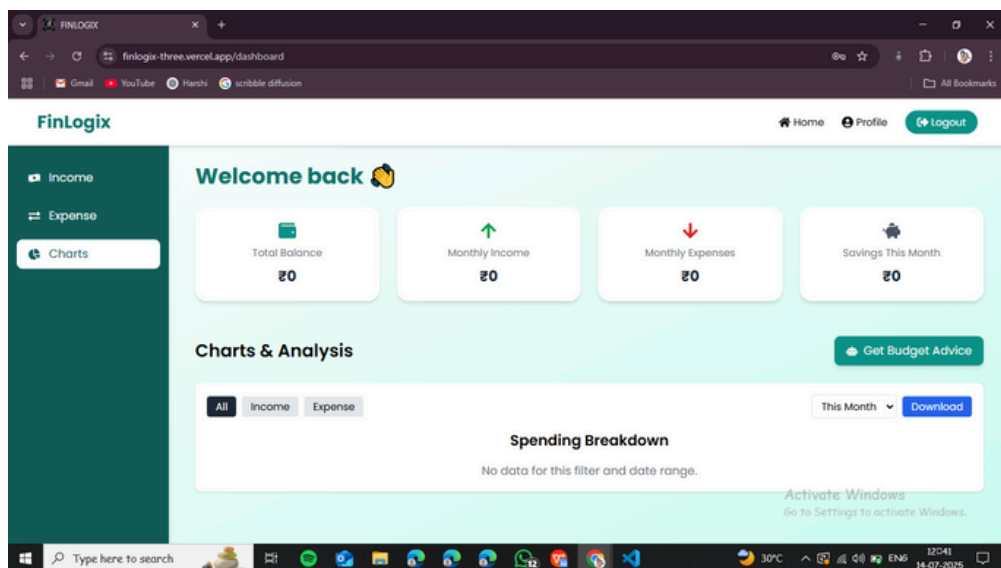 FINLOGIX
finlogix-three.vercel.app/dashboard
Gmail YouTube Harshi scribble diffusion All Bookmarks
FinLogix Home Profile Logout
Income
Expense
Charts
Welcome back
Total Balance Monthly Income Monthly Expenses Savings This Month
₹0 ₹0 ₹0 ₹0
Charts & Analysis Get Budget Advice
All Income Expense This Month Download
Spending Breakdown
No data for this filter and date range.
Activate Windows
Go to Settings to activate Windows.
Type here to search 12 30°C ENG 12:41
14-07-2025